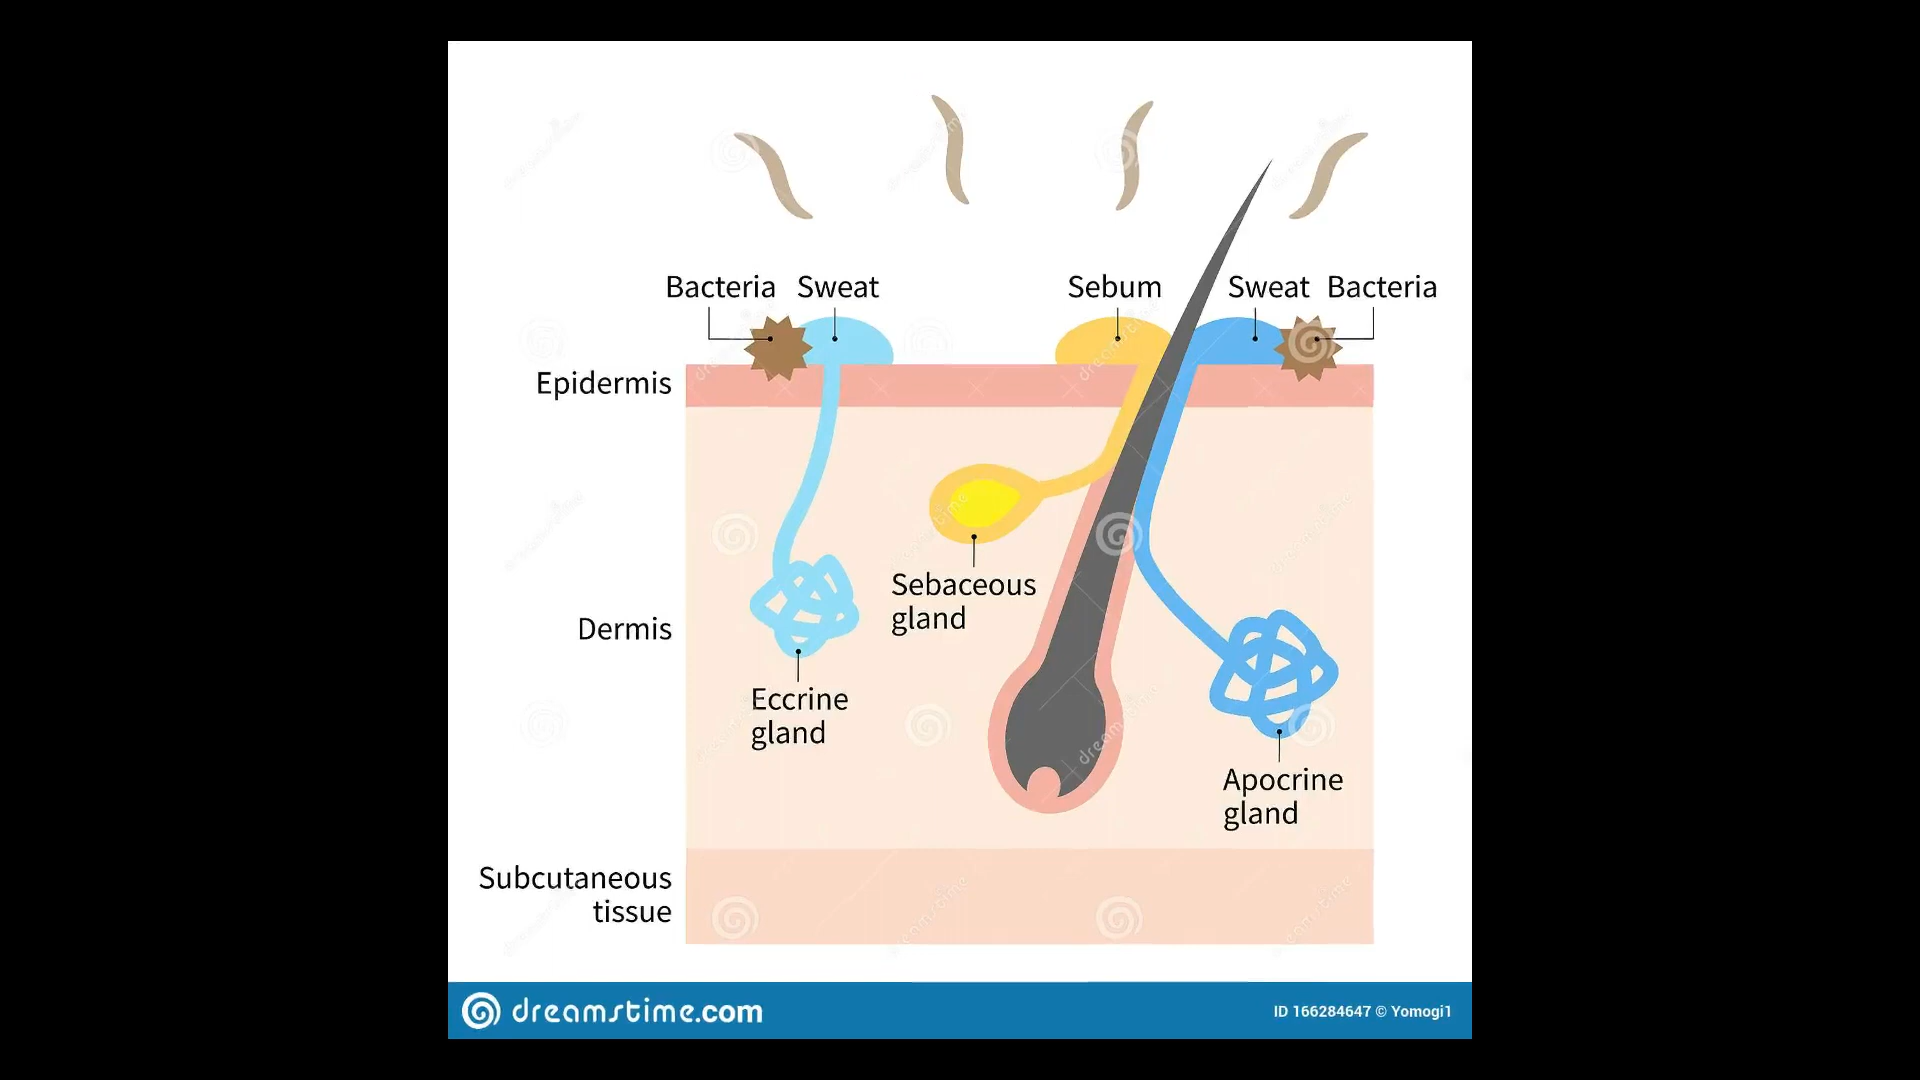 Bacteria Sweat
Sebum
Sweat Bacteria
Epidermis
Sebaceous
gland
Dermis
Eccrine
gland
Apocrine
gland
Subcutaneous
tissue
dreamstime.com
ID 166284647 © Yomogi1